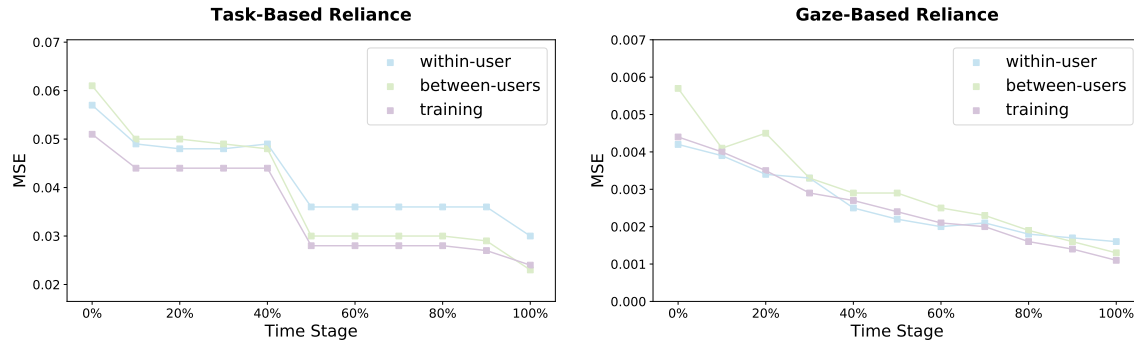 Task-Based Reliance
0.07
0.06
0.05
0.04
0.03
0.02
MSE
within-user
between-users
training
0%
20%
40%
60%
80%
100%
Time Stage
Gaze-Based Reliance
0.007
0.006
0.005
0.004
0.003
0.002
0.001
0.000
MSE
within-user
between-users
training
0%
20%
40%
60%
80%
100%
Time Stage